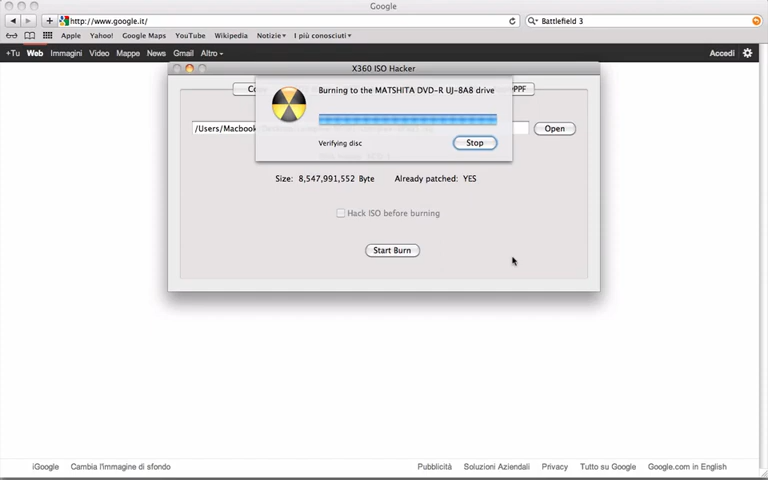 Google
http://www.google.it/
Battlefield 3
Apple Yahoo! Google Maps YouTube Wikipedia Notizie I più conosciuti
+Tu Web Immagini Video Mappe News Gmail Altro Accedi
X360 ISO Hacker
Burning to the MATSHITA DVD-R UJ-8A8 drive
Verifying disc
Stop
Open
Size: 8,547,991,552 Byte Already patched: YES
Hack ISO before burning
Start Burn
iGoogle Cambia l'immagine di sfondo Pubblicità Soluzioni Aziendali Privacy Tutto su Google Google.com in English